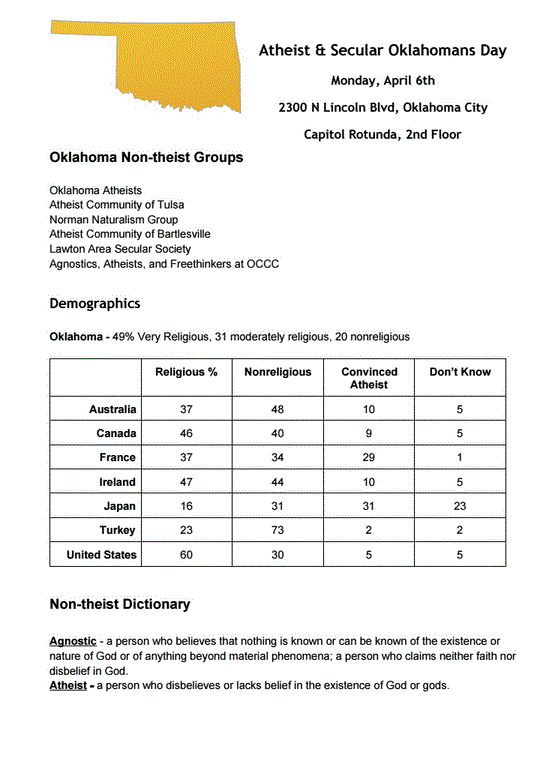 Atheist & Secular Oklahomans Day
Monday, April 6th
2300 N Lincoln Blvd, Oklahoma City
Capitol Rotunda, 2nd Floor
Oklahoma Non-theist Groups
Oklahoma Atheists
Atheist Community of Tulsa
Norman Naturalism Group
Atheist Community of Bartlesville
Lawton Area Secular Society
Agnostics, Atheists, and Freethinkers at OCCC
Demographics
Oklahoma - 49% Very Religious, 31 moderately religious, 20 nonreligious
Religious % Nonreligious Convinced Atheist Don't Know
Australia 37 48 10 5
Canada 46 40 9 5
France 37 34 29 1
Ireland 47 44 10 5
Japan 16 31 31 23
Turkey 23 73 2 2
United States 60 30 5 5
Non-theist Dictionary
Agnostic - a person who believes that nothing is known or can be known of the existence or
nature of God or of anything beyond material phenomena; a person who claims neither faith nor
disbelief in God.
Atheist - a person who disbelieves or lacks belief in the existence of God or gods.